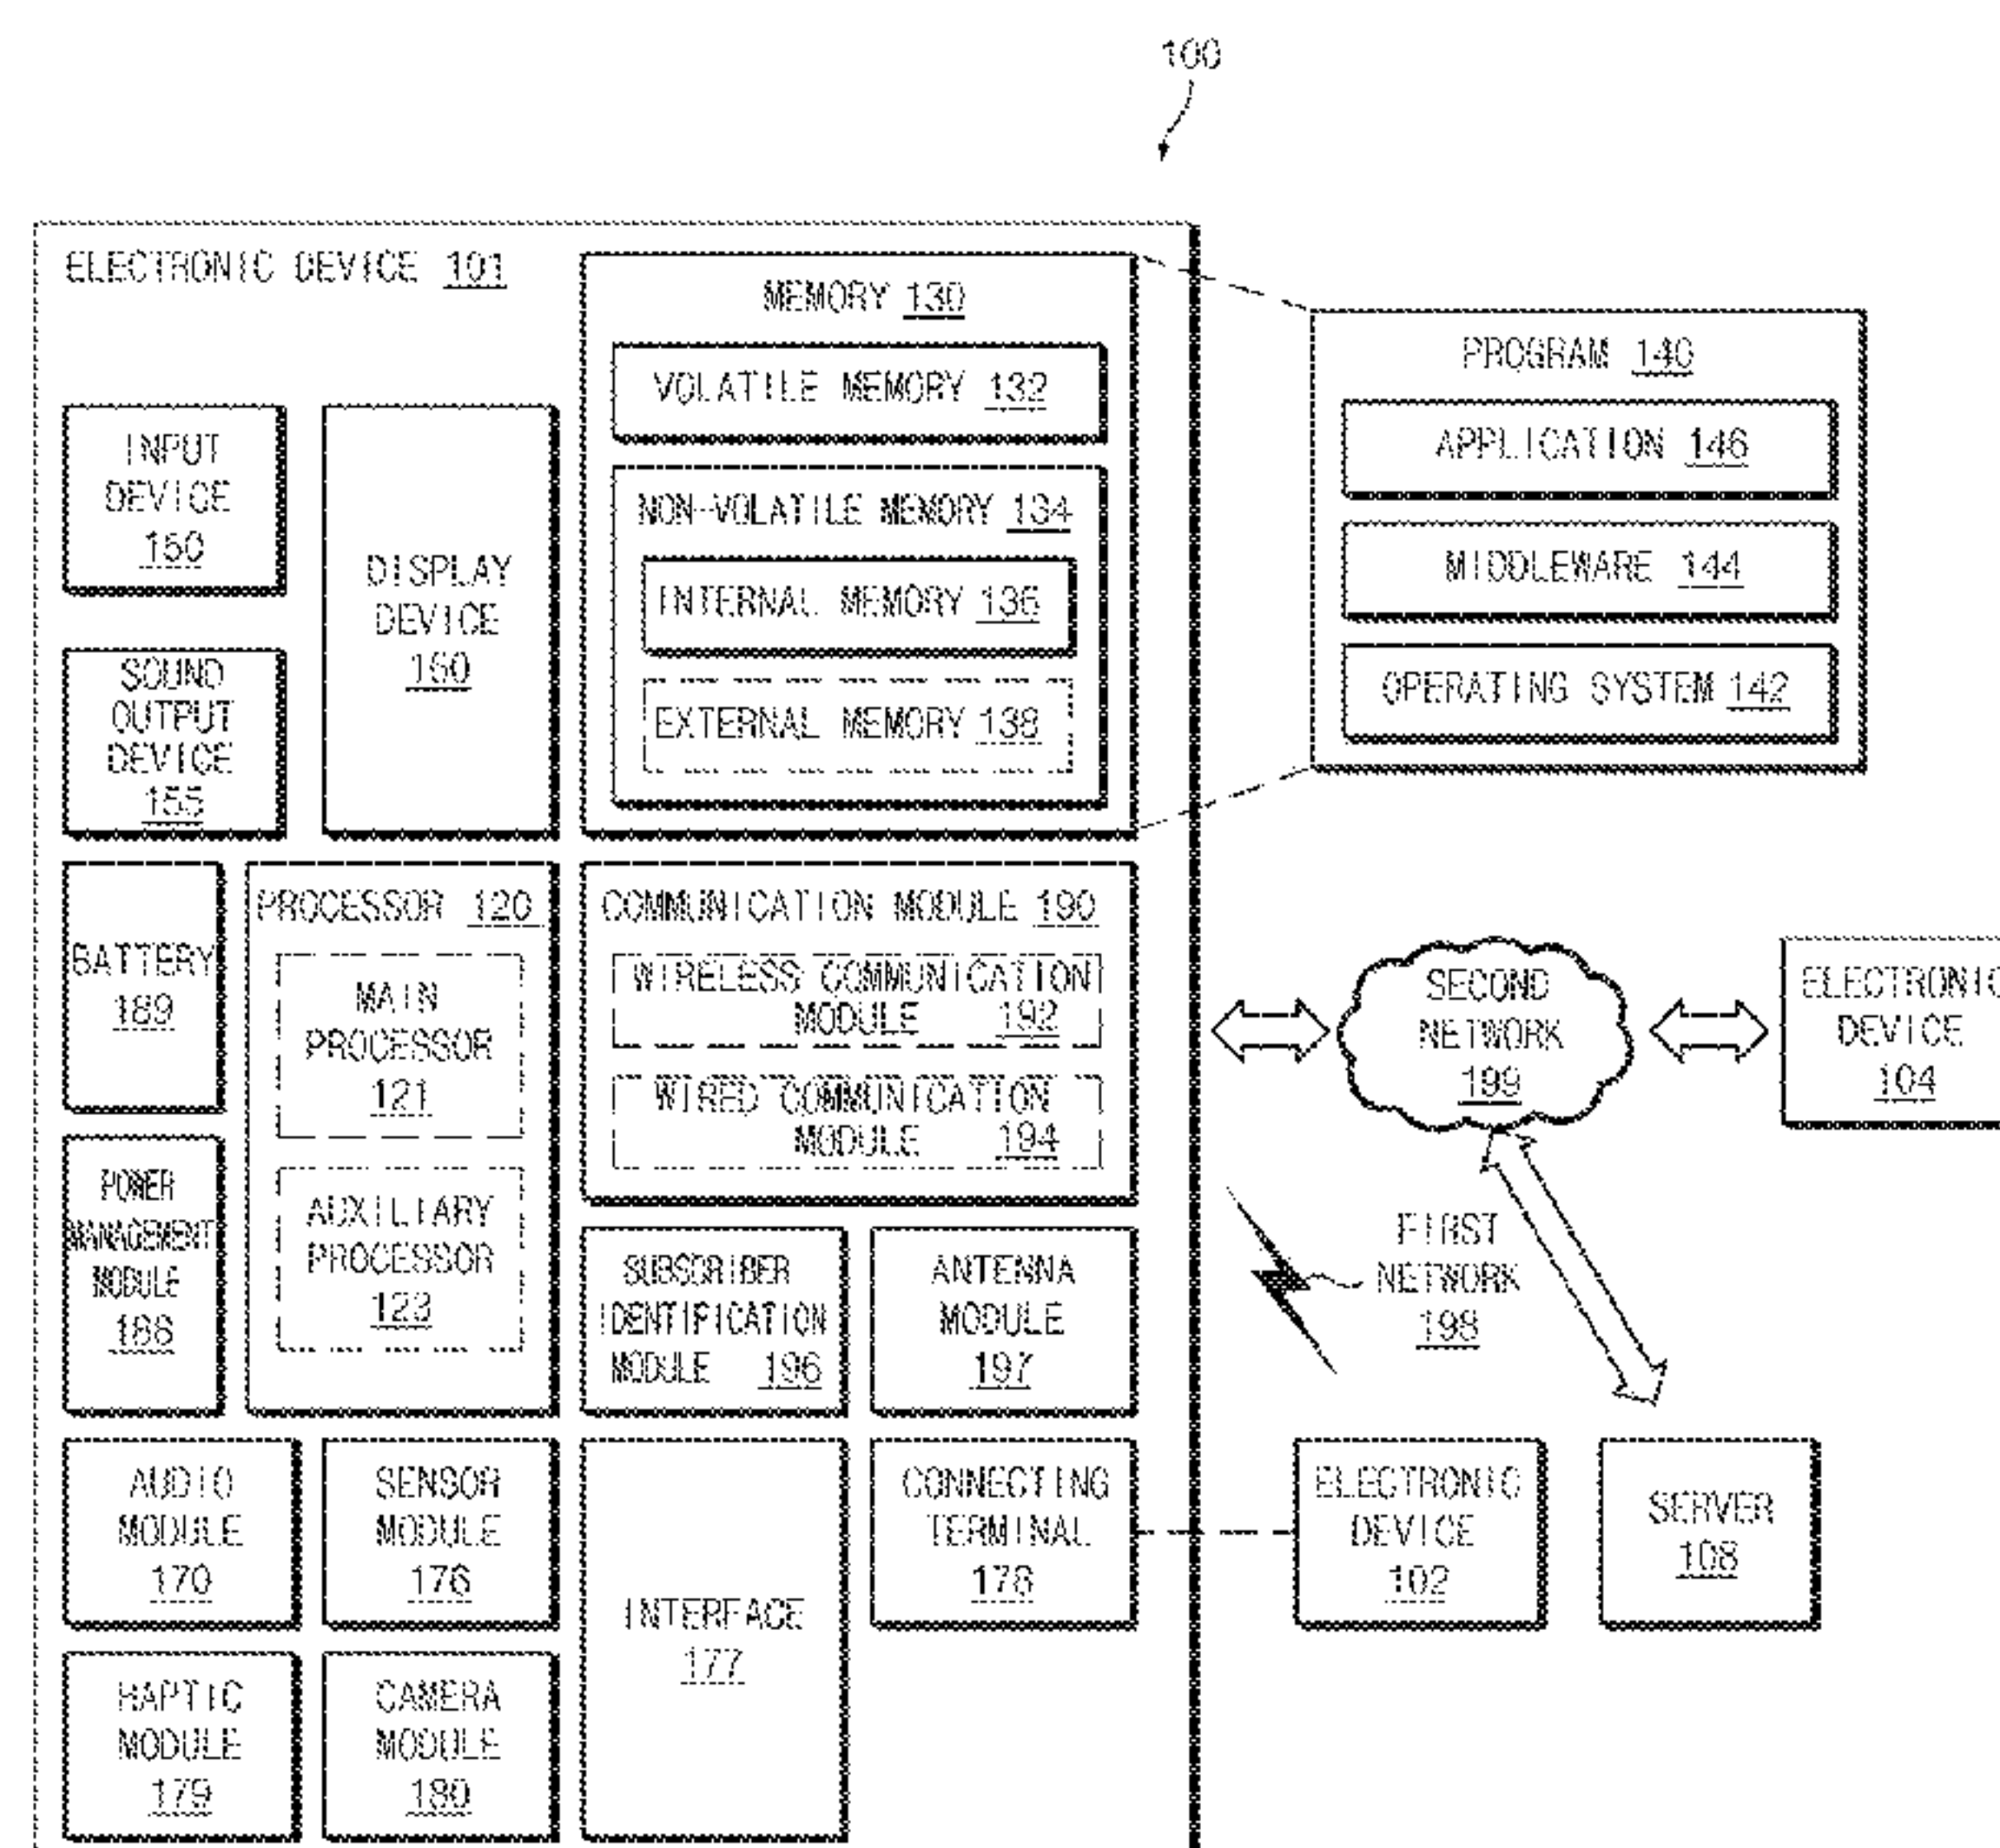 100
ELECTRONIC DEVICE 101
MEMORY 130
VOLATILE MEMORY 132
NON-VOLATILE MEMORY 134
INTERNAL MEMORY 136
EXTERNAL MEMORY 138
PROGRAM 140
APPLICATION 146
MIDDLEWARE 144
OPERATING SYSTEM 142
INPUT
DEVICE
150
SOUND
OUTPUT
DEVICE
155
DISPLAY
DEVICE
160
BATTERY
189
POWER
MANAGEMENT
MODULE
188
PROCESSOR 120
MAIN
PROCESSOR
121
AUXILIARY
PROCESSOR
123
COMMUNICATION MODULE 190
WIRELESS COMMUNICATION
MODULE 192
WIRED COMMUNICATION
MODULE 194
SUBSCRIBER
IDENTIFICATION
MODULE 196
ANTENNA
MODULE
197
SECOND
NETWORK
199
ELECTRONIC
DEVICE
104
FIRST
NETWORK
198
AUDIO
MODULE
170
SENSOR
MODULE
176
INTERFACE
177
CONNECTING
TERMINAL
178
ELECTRONIC
DEVICE
102
SERVER
108
HAPTIC
MODULE
179
CAMERA
MODULE
180